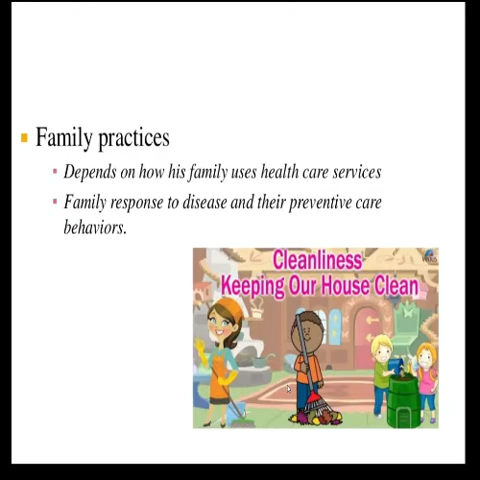 Family practices
Depends on how his family uses health care services
Family response to disease and their preventive care
behaviors.
Cleanliness
Keeping Our House Clean